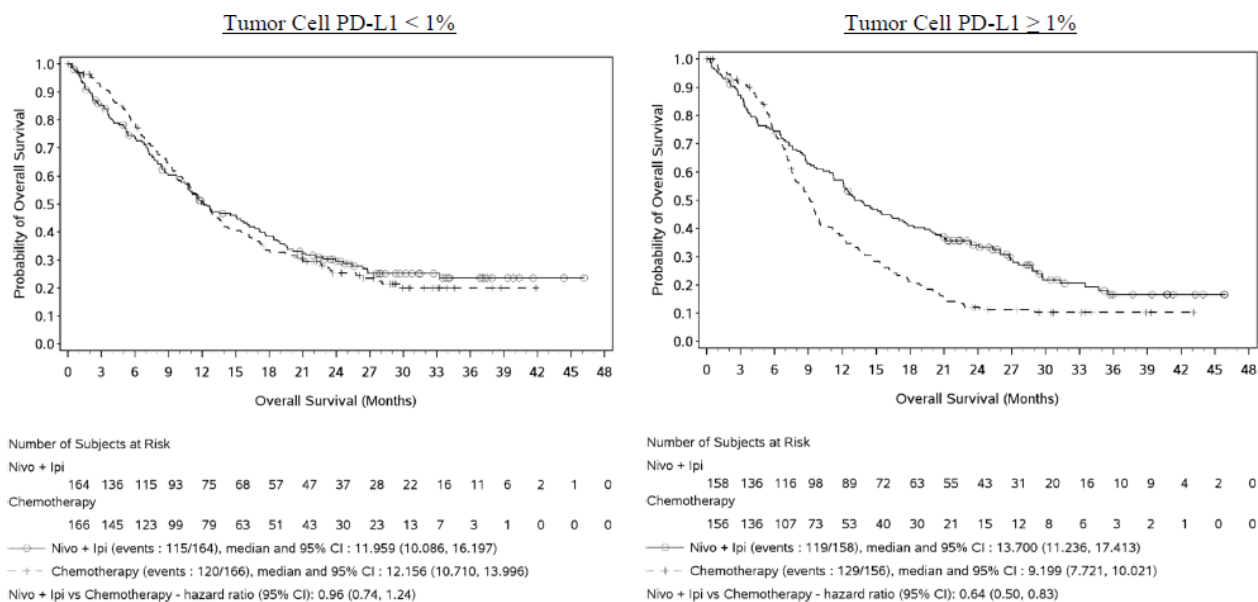 Tumor Cell PD-L1 < 1%
Probability of Overall Survival
1.0
0.9
0.8
0.7
0.6
0.5
0.4
0.3
0.2
0.1
0.0
0 3 6 9 12 15 18 21 24 27 30 33 36 39 42 45 48
Overall Survival (Months)
Number of Subjects at Risk
Nivo + Ipi
164 136 115 93 75 68 57 47 37 28 22 16 11 6 2 1 0
Chemotherapy
166 145 123 99 79 63 51 43 30 23 13 7 3 1 0 0 0
Nivo + Ipi (events : 115/164), median and 95% CI : 11.959 (10.086, 16.197)
Chemotherapy (events : 120/166), median and 95% CI : 12.156 (10.710, 13.996)
Nivo + Ipi vs Chemotherapy - hazard ratio (95% CI): 0.96 (0.74, 1.24)
Tumor Cell PD-L1 ≥ 1%
Probability of Overall Survival
1.0
0.9
0.8
0.7
0.6
0.5
0.4
0.3
0.2
0.1
0.0
0 3 6 9 12 15 18 21 24 27 30 33 36 39 42 45 48
Overall Survival (Months)
Number of Subjects at Risk
Nivo + Ipi
158 136 116 98 89 72 63 55 43 31 20 16 10 9 4 2 0
Chemotherapy
156 136 107 73 53 40 30 21 15 12 8 6 3 2 1 0 0
Nivo + Ipi (events : 119/158), median and 95% CI : 13.700 (11.236, 17.413)
Chemotherapy (events : 129/156), median and 95% CI : 9.199 (7.721, 10.021)
Nivo + Ipi vs Chemotherapy - hazard ratio (95% CI): 0.64 (0.50, 0.83)